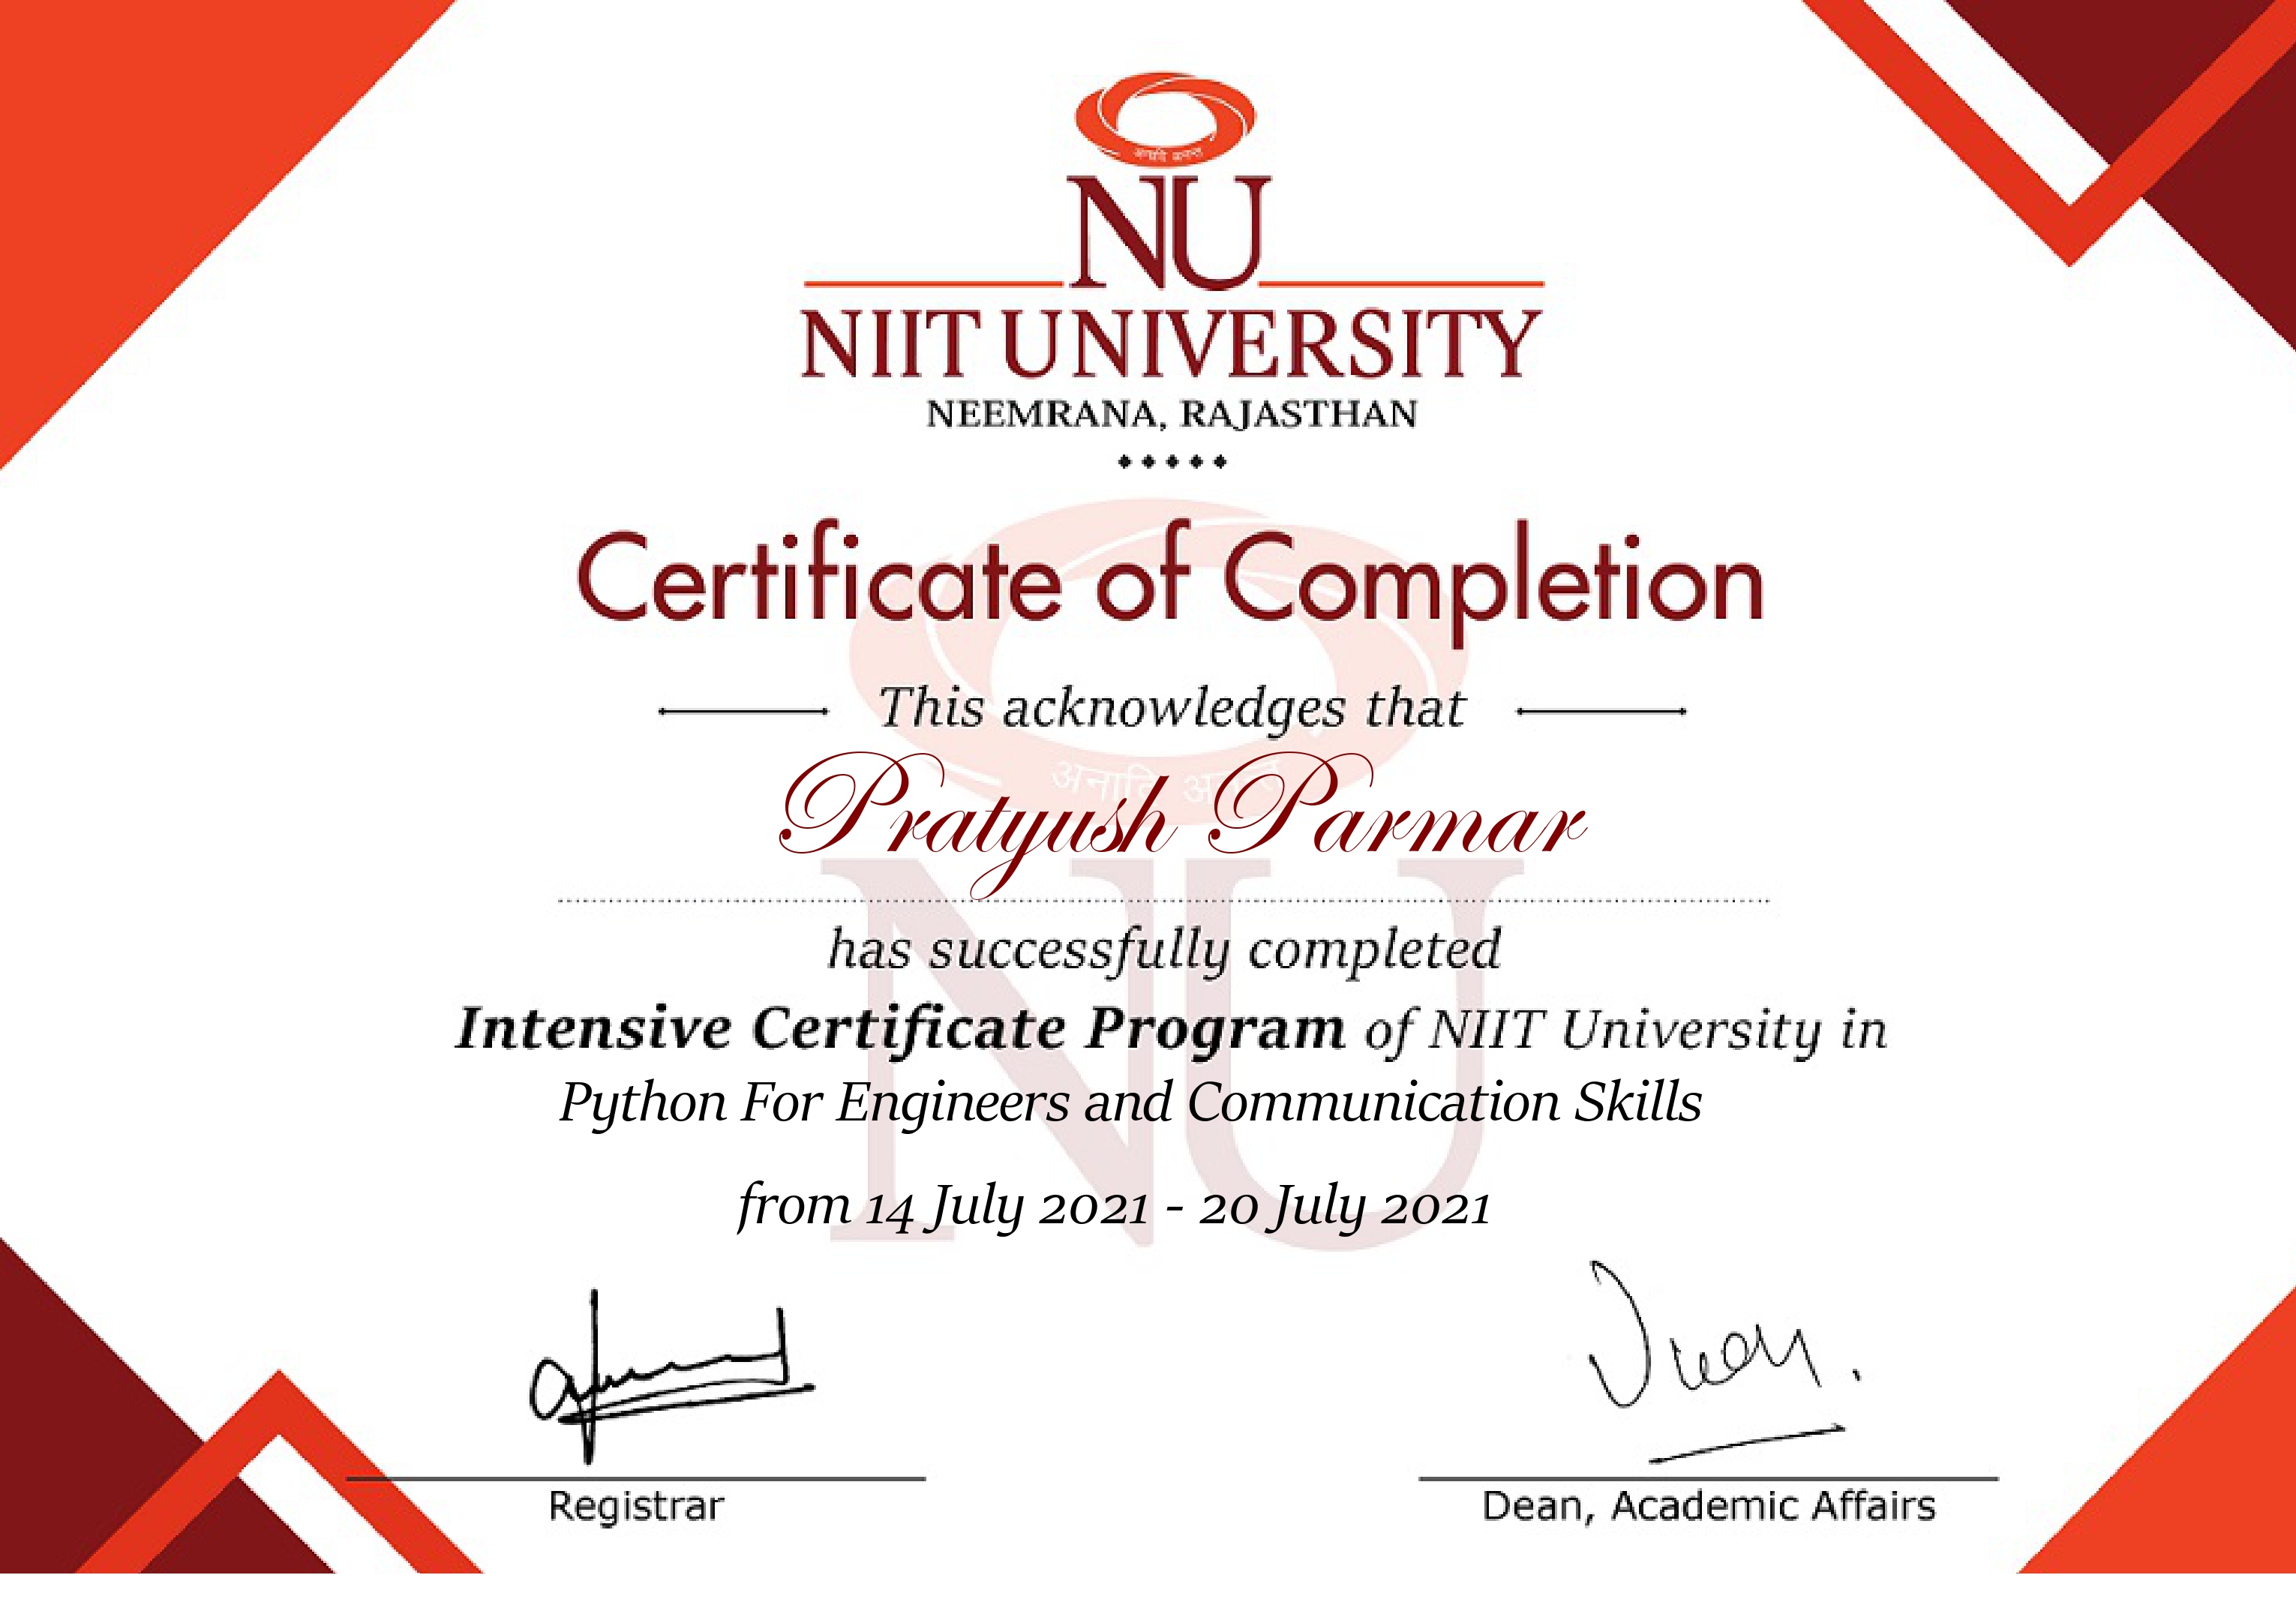 अनादि अनन्त
NU
NIIT UNIVERSITY
NEEMRANA, RAJASTHAN
Certificate of Completion
This acknowledges that
Pratyush Parmar
has successfully completed
Intensive Certificate Program of NIIT University in
Python For Engineers and Communication Skills
from 14 July 2021 - 20 July 2021
Registrar
Dean, Academic Affairs